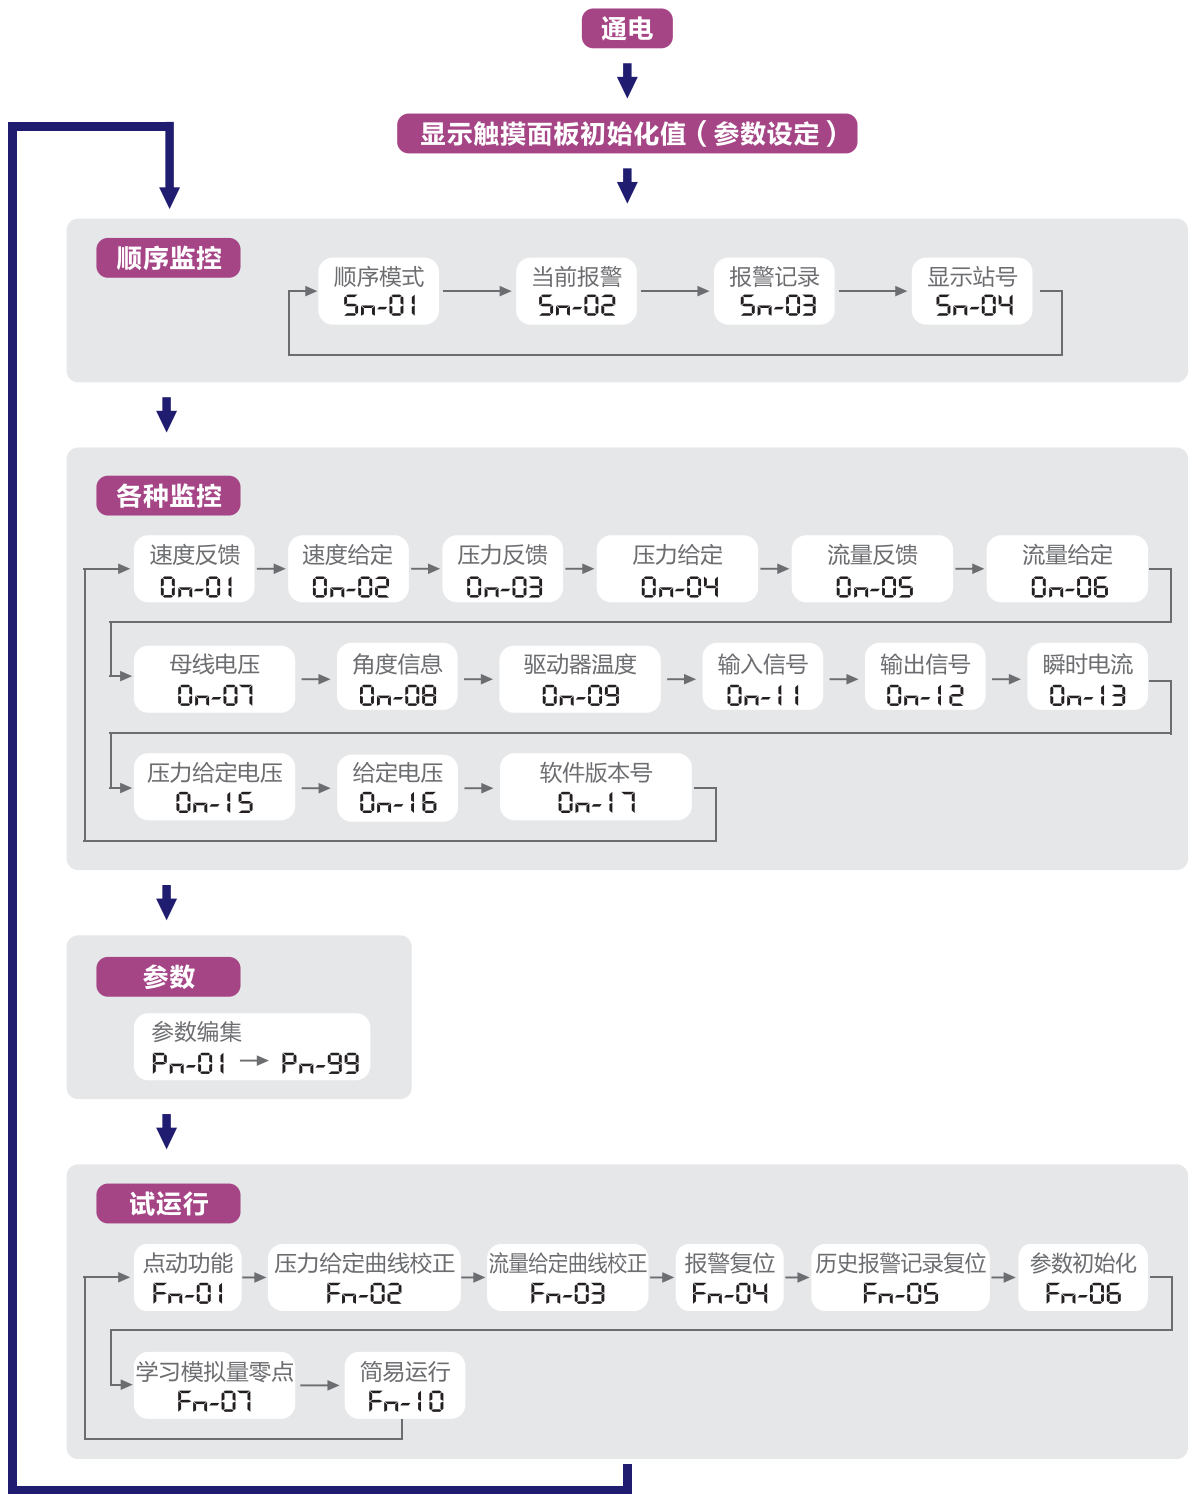 通电
显示触摸面板初始化值（参数设定）
顺序监控
顺序模式
Sn-01
当前报警
Sn-02
报警记录
Sn-03
显示站号
Sn-04
各种监控
速度反馈
On-01
速度给定
On-02
压力反馈
On-03
压力给定
On-04
流量反馈
On-05
流量给定
On-06
母线电压
On-07
角度信息
On-08
驱动器温度
On-09
输入信号
On-11
输出信号
On-12
瞬时电流
On-13
压力给定电压
On-15
给定电压
On-16
软件版本号
On-17
参数
参数编集
Pn-01 Pn-99
试运行
点动功能
Fn-01
压力给定曲线校正
Fn-02
流量给定曲线校正
Fn-03
报警复位
Fn-04
历史报警记录复位
Fn-05
参数初始化
Fn-06
学习模拟量零点
Fn-07
简易运行
Fn-10